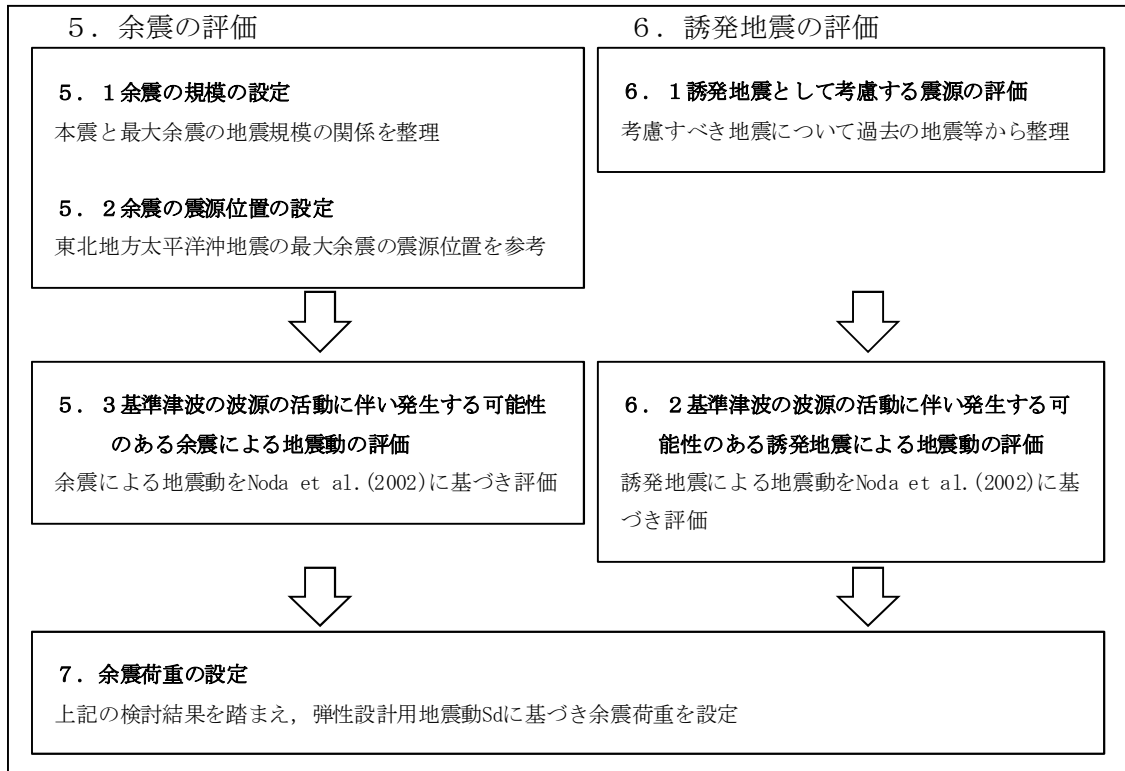 ５．余震の評価
５．１余震の規模の設定
本震と最大余震の地震規模の関係を整理
５．２余震の震源位置の設定
東北地方太平洋沖地震の最大余震の震源位置を参考
５．３基準津波の波源の活動に伴い発生する可能性
のある余震による地震動の評価
余震による地震動をNoda et al.(2002)に基づき評価
６．誘発地震の評価
６．１誘発地震として考慮する震源の評価
考慮すべき地震について過去の地震等から整理
６．２基準津波の波源の活動に伴い発生する可
能性のある誘発地震による地震動の評価
誘発地震による地震動をNoda et al.(2002)に基
づき評価
７．余震荷重の設定
上記の検討結果を踏まえ，弾性設計用地震動Sdに基づき余震荷重を設定